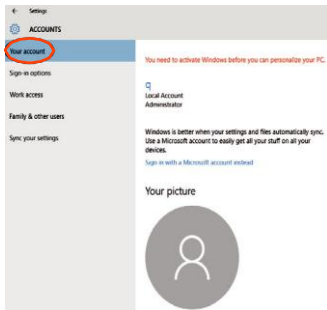 Settings
ACCOUNTS
Your account
Sign-in options
Work access
Family & other users
Sync your settings
You need to activate Windows before you can personalize your PC.
q
Local Account
Administrator
Windows is better when your settings and files automatically sync.
Use a Microsoft account to easily get all your stuff on all your
devices.
Sign in with a Microsoft account instead
Your picture